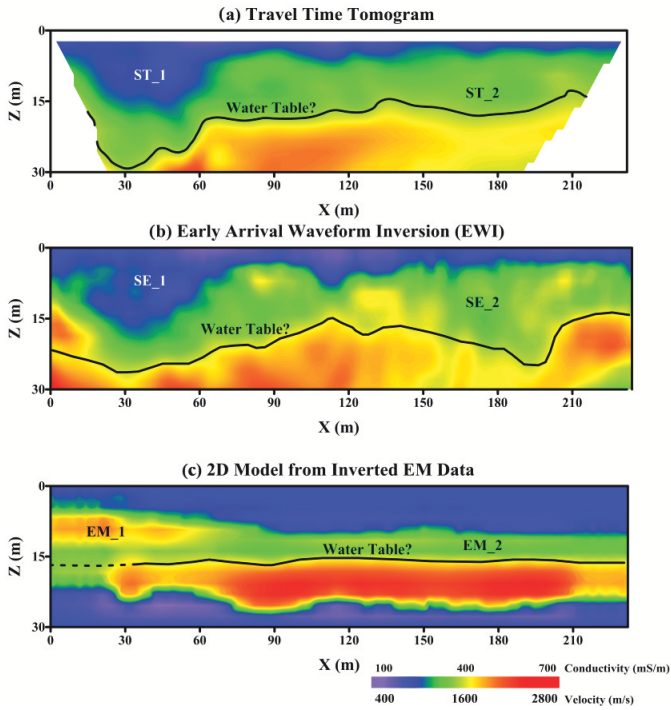 (a) Travel Time Tomogram
0
15
30
Z (m)
ST_1
ST_2
Water Table?
0 30 60 90 120 150 180 210
X (m)
(b) Early Arrival Waveform Inversion (EWI)
0
15
30
Z (m)
SE_1
SE_2
Water Table?
0 30 60 90 120 150 180 210
X (m)
(c) 2D Model from Inverted EM Data
0
15
30
Z (m)
EM_1
EM_2
Water Table?
0 30 60 90 120 150 180 210
X (m)
100 400 700 Conductivity (mS/m)
400 1600 2800 Velocity (m/s)